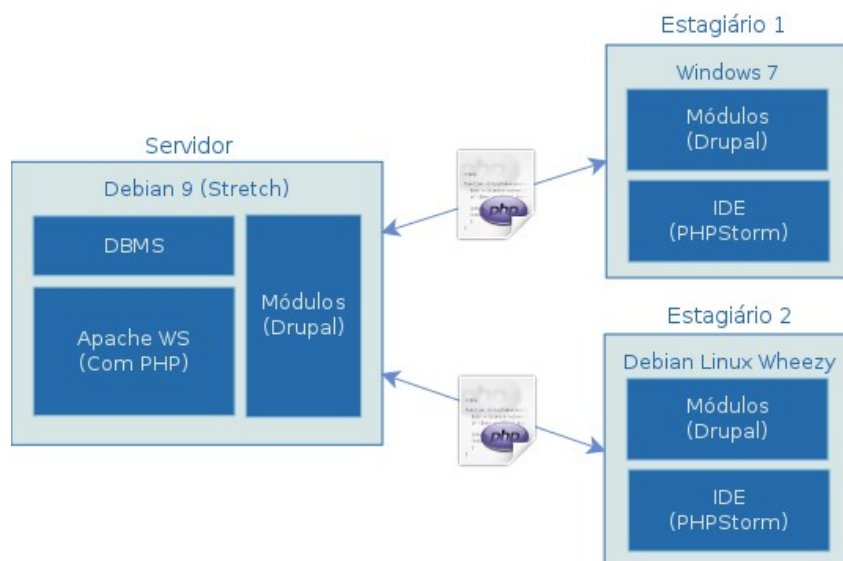 Servidor
Debian 9 (Stretch)
DBMS
Apache WS
(Com PHP)
Módulos
(Drupal)
php
php
Estagiário 1
Windows 7
Módulos
(Drupal)
IDE
(PHPStorm)
Estagiário 2
Debian Linux Wheezy
Módulos
(Drupal)
IDE
(PHPStorm)